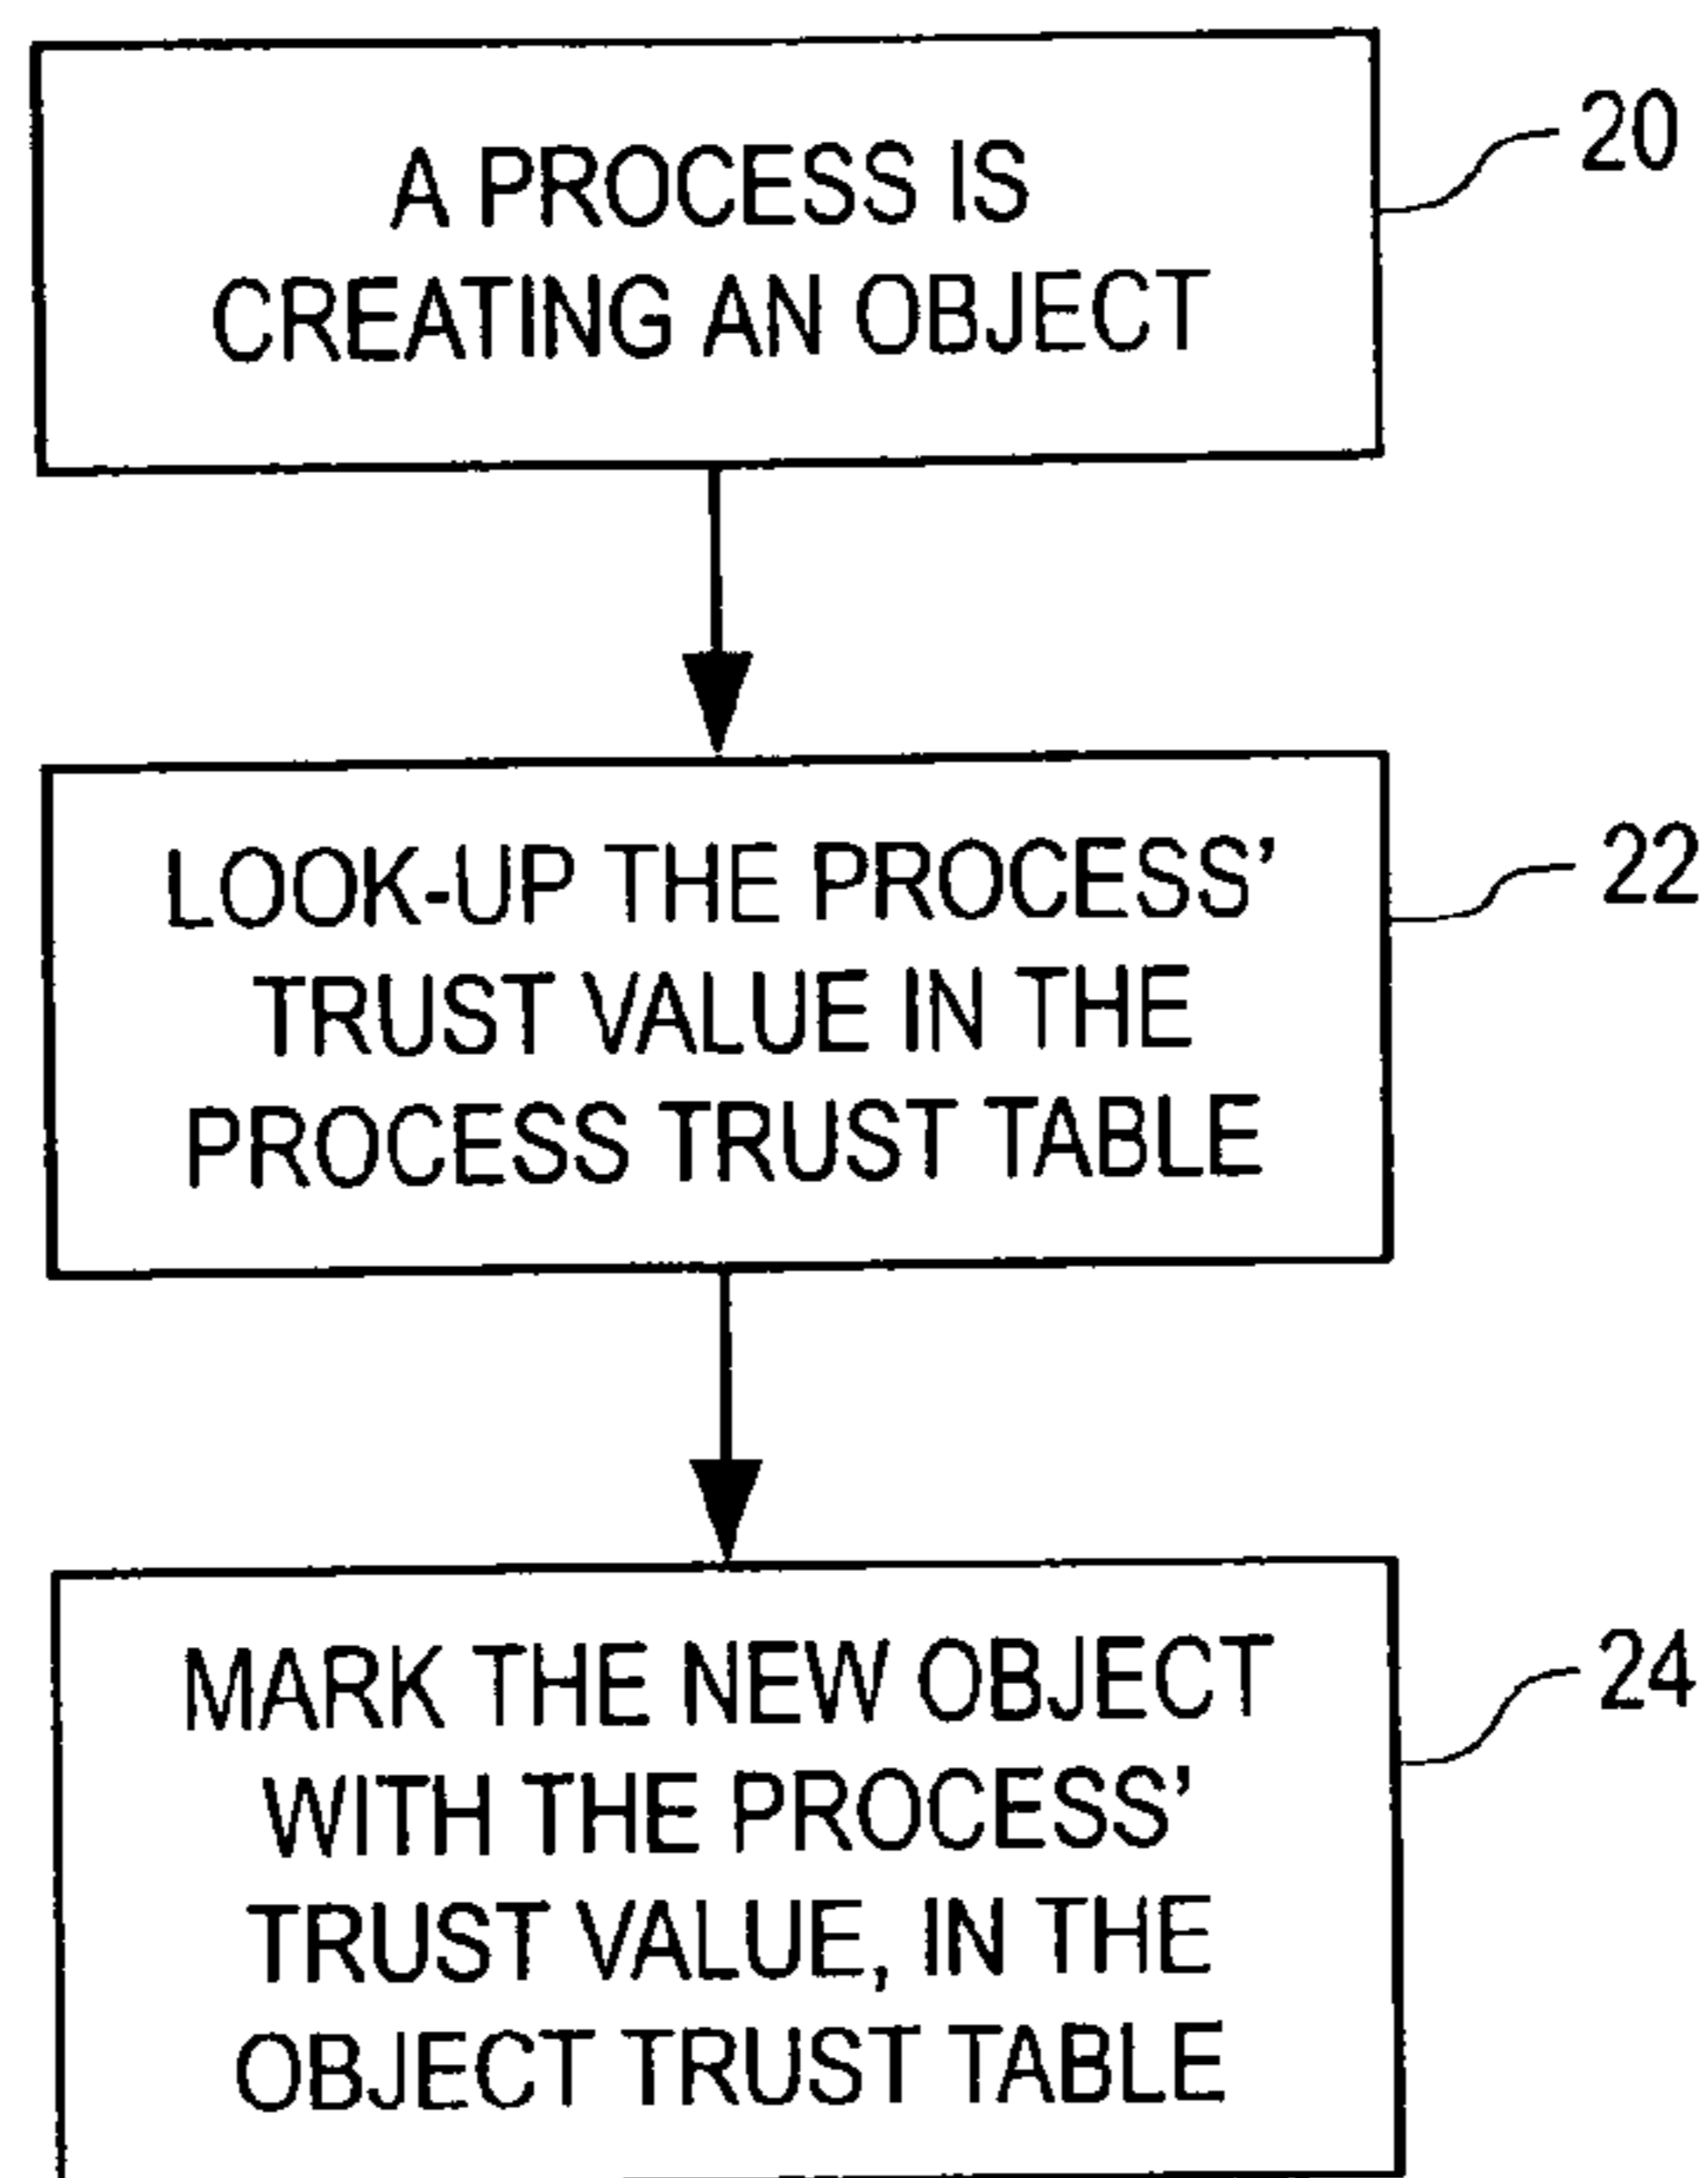 A PROCESS IS
CREATING AN OBJECT
20
LOOK-UP THE PROCESS’
TRUST VALUE IN THE
PROCESS TRUST TABLE
22
MARK THE NEW OBJECT
WITH THE PROCESS’
TRUST VALUE, IN THE
OBJECT TRUST TABLE
24